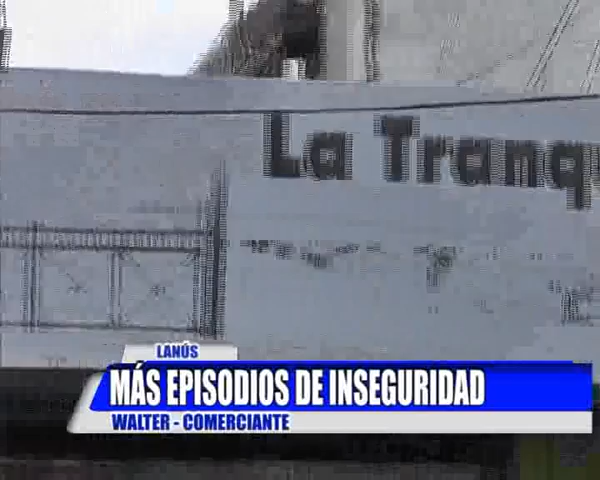 La Tranq
LANÚS
MÁS EPISODIOS DE INSEGURIDAD
WALTER - COMERCIANTE